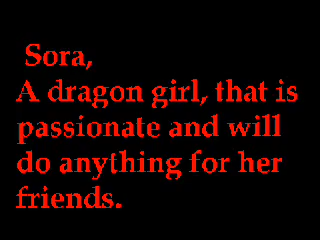 Sora,
A dragon girl, that is
passionate and will
do anything for her
friends.